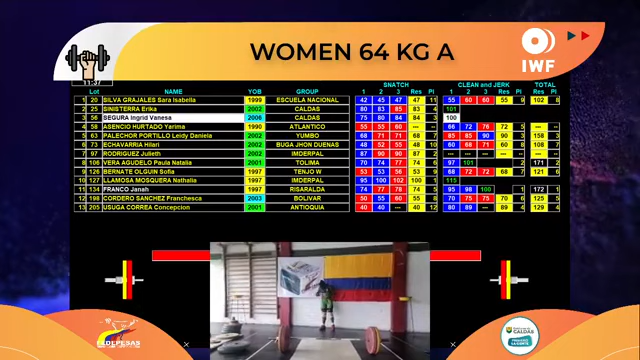 WOMEN 64 KG A
IWF
SNATCH CLEAN and JERK TOTAL
Lot NAME YOB GROUP 1 2 3 Res Pl 1 2 3 Res Pl Res Pl
1 20 SILVA GRAJALES Sara Isabella 1999 ESCUELA NACIONAL 42 45 47 47 11 55 60 60 55 9 102 8
2 25 SINISTERRA Erika 2002 CALDAS 80 83 85 83 4 101
3 56 SEGURA Ingrid Vanesa 2006 CALDAS 75 80 84 84 3 100
4 58 ASENCIO HURTADO Yarima 1990 ATLANTICO 55 55 60 --- 66 72 76 72 5 ---
5 63 PALECHOR PORTILLO Leidy Daniela 2002 YUMBO 68 71 71 68 85 85 90 90 3 158 3
6 73 ECHAVARRIA Hilari 2002 BUGA JHON DUENAS 48 52 55 48 10 60 68 71 60 8 108 7
7 97 RODRIGUEZ Julieth 2002 IMDERPAL 87 90 90 87 2
8 106 VERA AGUDELO Paula Natalia 2001 TOLIMA 70 74 77 74 6 97 101 2 171 2
9 126 BERNATE OLGUIN Sofia 1997 TENJO W 53 53 56 53 9 68 72 72 68 7 121 6
10 127 LLAMOSA MOSQUERA Nathalia 1997 IMDERPAL 95 100 102 100 1 115
11 134 FRANCO Janah 1997 RISARALDA 74 77 78 74 5 95 98 100 1 172 1
12 198 CORDERO SANCHEZ Franchesca 2003 BOLIVAR 50 55 60 55 8 70 75 75 70 6 125 5
13 205 USUGA CORREA Concepcion 2001 ANTIOQUIA 40 40 --- 40 12 80 89 --- 89 4 129 4
FEDEPESAS
CALDAS